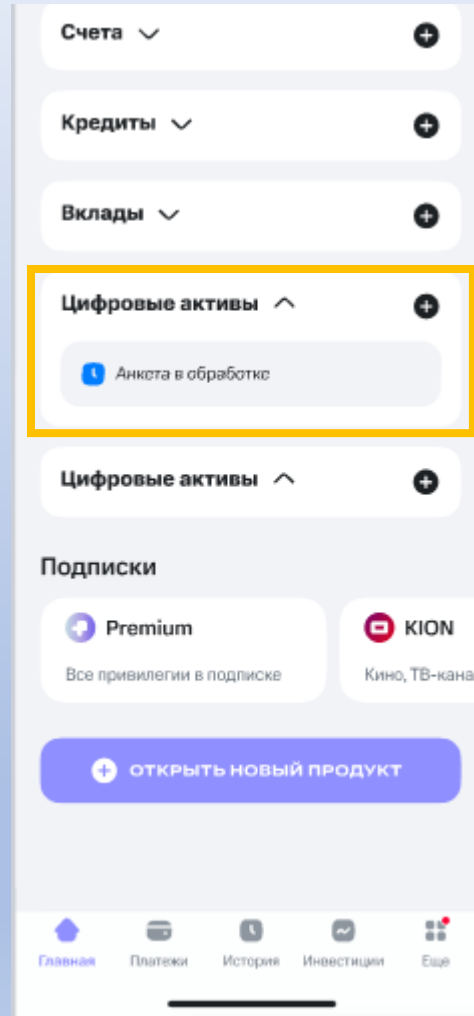 Счета
Кредиты
Вклады
Цифровые активы
Анкета в обработке
Цифровые активы
Подписки
Premium
KION
Все привилегии в подписке
Кино, ТВ-кана
ОТКРЫТЬ НОВЫЙ ПРОДУКТ
Главная Платежи История Инвестиции Еще